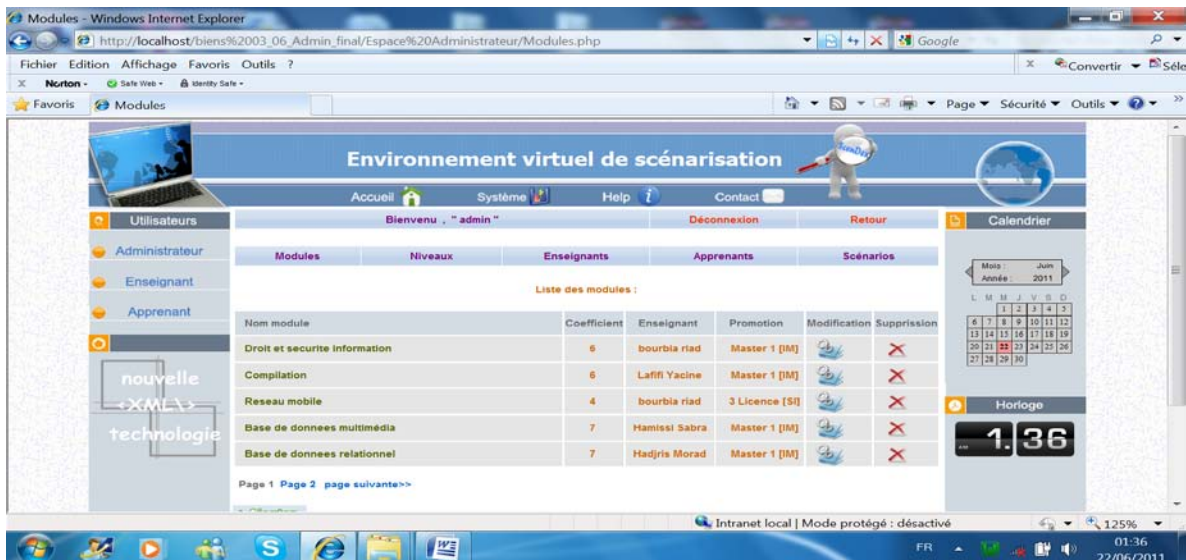 Modules - Windows Internet Explorer
http://localhost/biens%2003_06_Admin_final/Espace%20Administrateur/Modules.php
Google
Fichier Edition Affichage Favoris Outils ?
x Convertir Séle
X Norton - Safe Web Identity Safe
Favoris Modules
Page Sécurité Outils
Environnement virtuel de scénarisation
Accueil Système Help Contact
Utilisateurs
Bienvenu , " admin " Déconnexion Retour
Calendrier
Administrateur
Enseignant
Apprenant
Modules Niveaux Enseignants Apprenants Scénarios
Liste des modules :
Nom module Coefficient Enseignant Promotion Modification Supprission
Droit et securite information 6 bourbia riad Master 1 [IM]
Compilation 6 Lafifi Yacine Master 1 [IM]
Reseau mobile 4 bourbia riad 3 Licence [SI]
Base de donnees multimédia 7 Hamissi Sabra Master 1 [IM]
Base de donnees relationnel 7 Hadjris Morad Master 1 [IM]
Page 1 Page 2 page suivante>>
nouvelle
<XML\>
technologie
Mois : Juin
Année : 2011
L M M J V S D
1 2 3 4 5
6 7 8 9 10 11 12
13 14 15 16 17 18 19
20 21 22 23 24 25 26
27 28 29 30
Horloge
1.36
Intranet local | Mode protégé : désactivé
125%
FR
01:36
22/06/2011